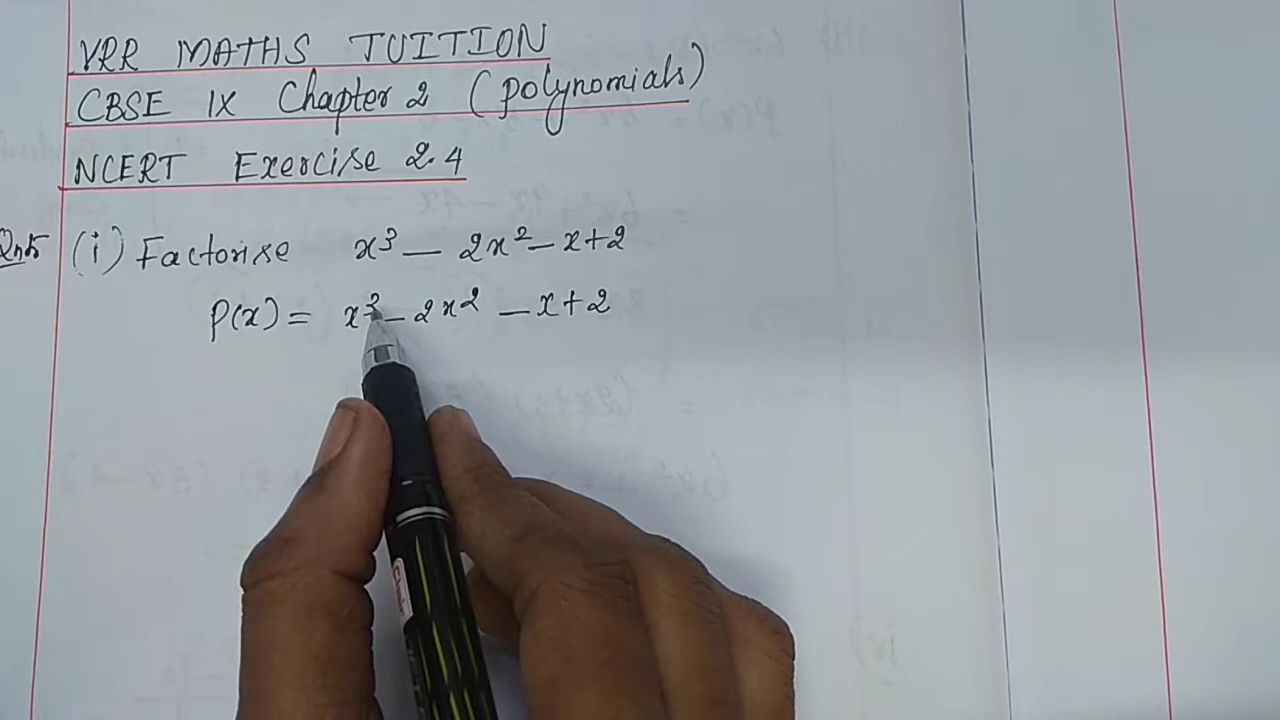 VRR MATHS TUITION
CBSE IX Chapter 2 (polynomials)
NCERT Exercise 2.4
Qn5 (i) Factorise x³ — 2x² — x+2
P(x) = x³ — 2x² — x+2